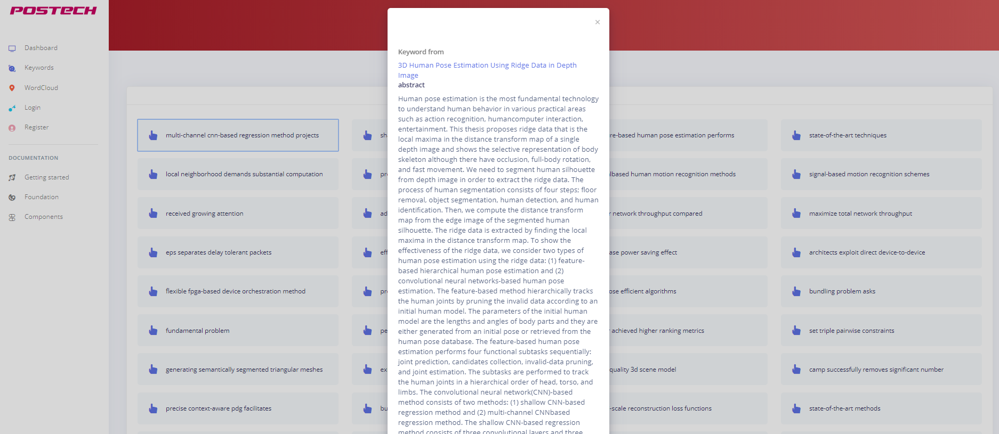 POSTECH
Dashboard
Keywords
WordCloud
Login
Register
DOCUMENTATION
Getting started
Foundation
Components
×
Keyword from
3D Human Pose Estimation Using Ridge Data in Depth
Image
abstract
Human pose estimation is the most fundamental technology
to understand human behavior in various practical areas
such as action recognition, humancomputer interaction,
entertainment. This thesis proposes ridge data that is the
local maxima in the distance transform map of a single
depth image and shows the selective representation of body
skeleton although there have occlusion, full-body rotation,
and fast movement. We need to segment human silhouette
from depth image in order to extract the ridge data. The
process of human segmentation consists of four steps; floor
removal, object segmentation, human detection, and human
identification. Then, we compute the distance transform
map from the edge image of the segmented human
silhouette. The ridge data is extracted by finding the local
maxima in the distance transform map. To show the
effectiveness of the ridge data, we consider two types of
human pose estimation using the ridge data: (1) feature-
based hierarchical human pose estimation and (2)
convolutional neural networks-based human pose
estimation. The feature-based method hierarchically tracks
the human joints by pruning the invalid data according to an
initial human model. The parameters of the initial human
model are the lengths and angles of body parts and they are
either generated from an initial pose or retrieved from the
human pose database. The feature-based human pose
estimation performs four functional subtasks sequentially:
joint prediction, candidates collection, invalid-data pruning,
and joint estimation. The subtasks are performed to track
the human joints in a hierarchical order of head, torso, and
limbs. The convolutional neural network(CNN)-based
method consists of two methods: (1) shallow CNN-based
regression method and (2) multi-channel CNNbased
regression method. The shallow CNN-based regression
method consists of three convolutional layers and three
multi-channel cnn-based regression method projects
sh
re-based human pose estimation performs
state-of-the-art techniques
local neighborhood demands substantial computation
pr
lbased human motion recognition methods
signal-based motion recognition schemes
received growing attention
ad
r network throughput compared
maximize total network throughput
eps separates delay tolerant packets
eff
ase power saving effect
architects exploit direct device-to-device
flexible fpga-based device orchestration method
pr
ose efficient algorithms
bundling problem asks
fundamental problem
pe
r achieved higher ranking metrics
set triple pairwise constraints
generating semantically segmented triangular meshes
ex
quality 3d scene model
camp successfully removes significant number
precise context-aware pdg facilitates
bu
-scale reconstruction loss functions
state-of-the-art methods